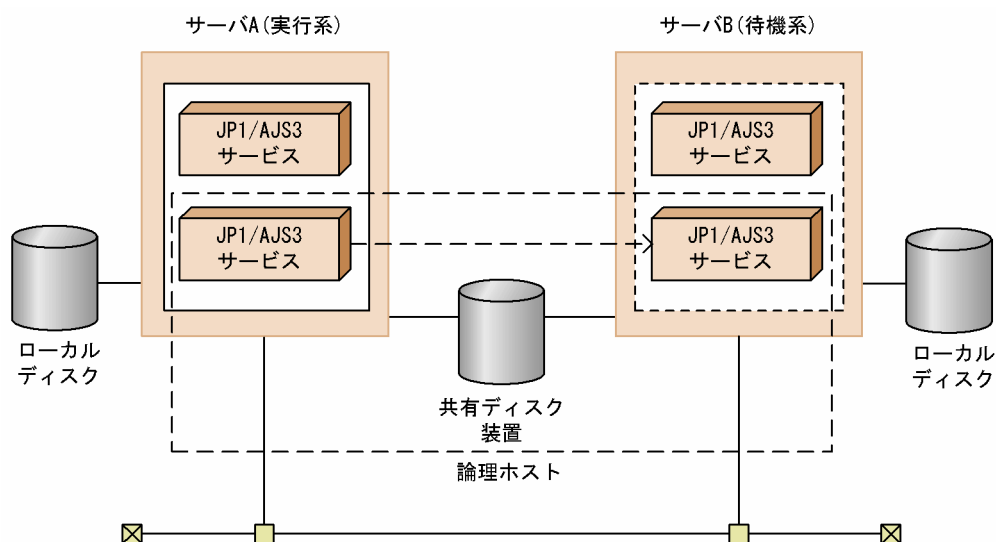 サーバA(実行系)
サーバB(待機系)
JP1/AJS3
サービス
JP1/AJS3
サービス
JP1/AJS3
サービス
JP1/AJS3
サービス
ローカル
ディスク
共有ディスク
装置
ローカル
ディスク
論理ホスト